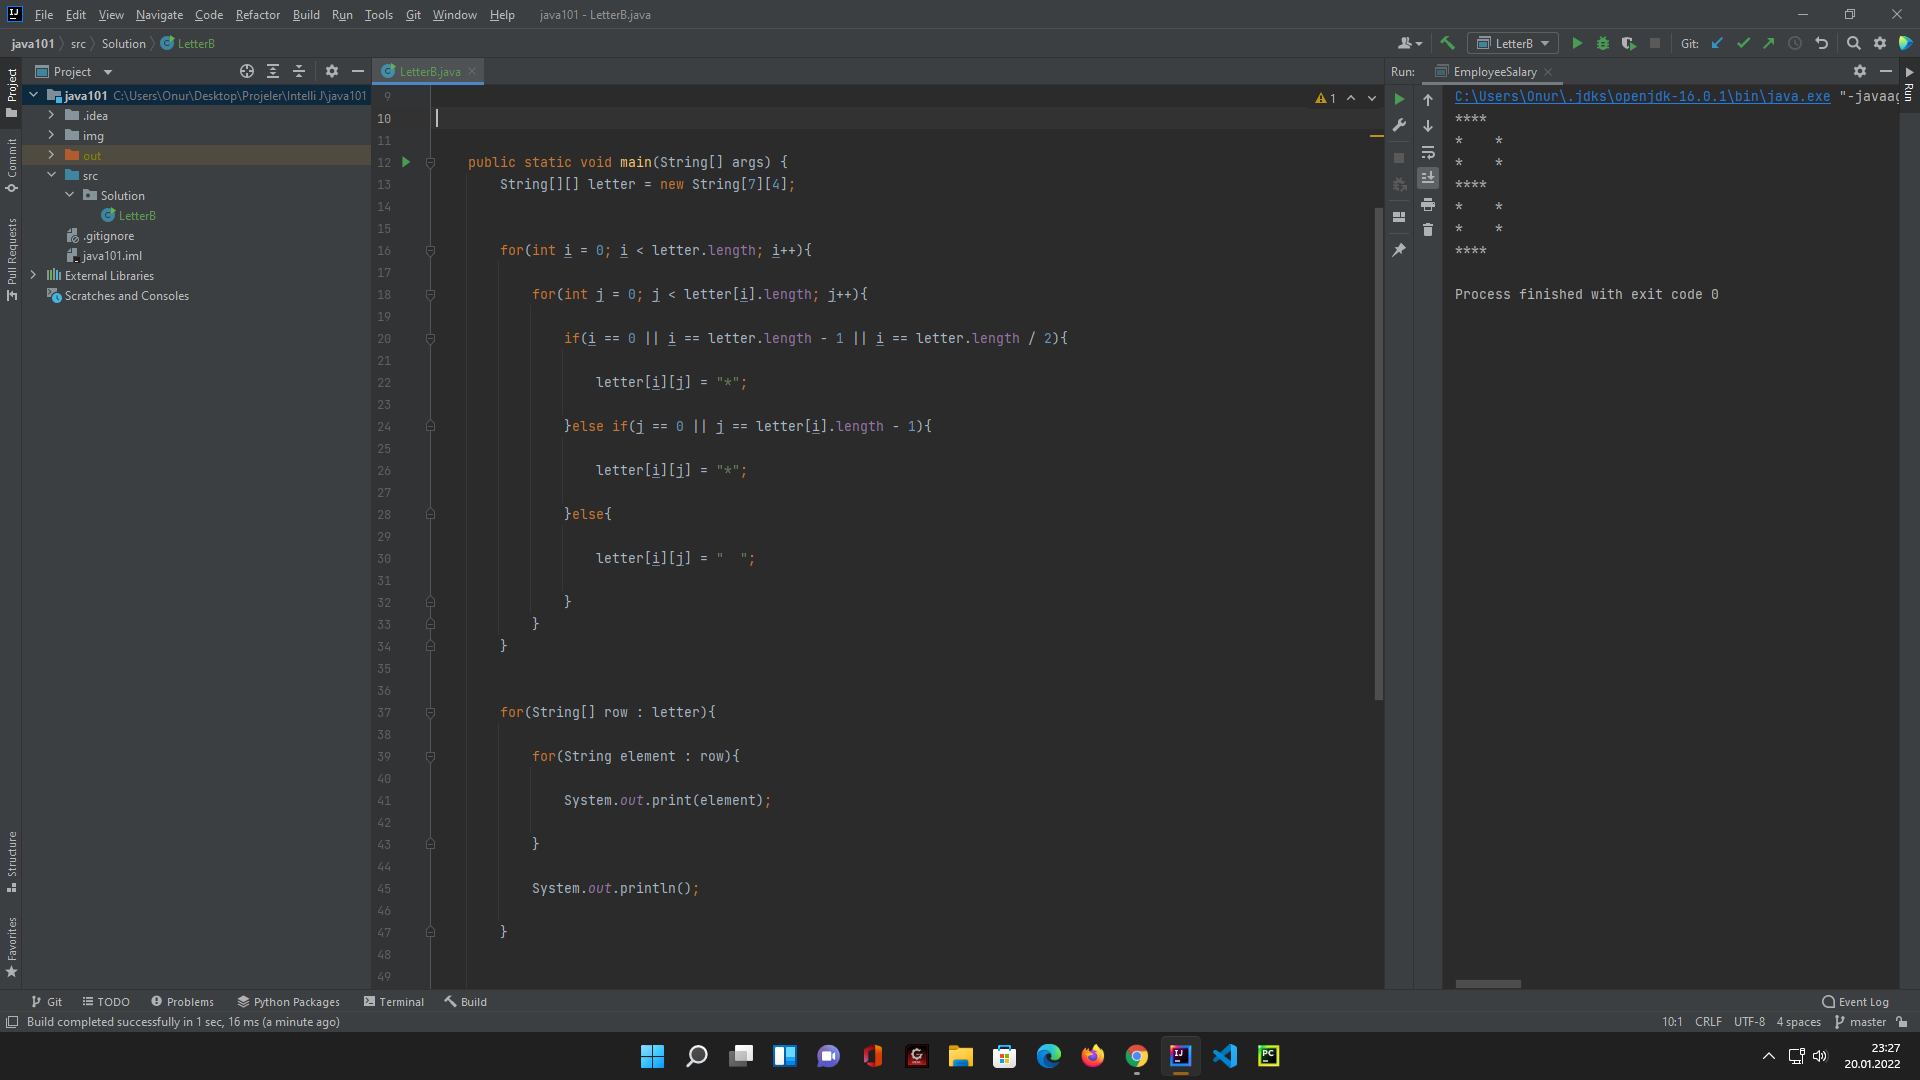 File Edit View Navigate Code Refactor Build Run Tools Git Window Help java101 - LetterB.java
java101 src Solution LetterB
LetterB Git:
Project
LetterB.java
Run: EmployeeSalary
Project
Commit
Pull Requests
Structure
Favorites
Run
java101 C:\Users\Onur\Desktop\Projeler\Intelli J\java101
.idea
img
out
src
Solution
LetterB
.gitignore
java101.iml
External Libraries
Scratches and Consoles
1
9
10
11
12 public static void main(String[] args) {
13 String[][] letter = new String[7][4];
14
15
16 for(int i = 0; i < letter.length; i++){
17
18 for(int j = 0; j < letter[i].length; j++){
19
20 if(i == 0 || i == letter.length - 1 || i == letter.length / 2){
21
22 letter[i][j] = "*";
23
24 }else if(j == 0 || j == letter[i].length - 1){
25
26 letter[i][j] = "*";
27
28 }else{
29
30 letter[i][j] = "  ";
31
32 }
33 }
34 }
35
36
37 for(String[] row : letter){
38
39 for(String element : row){
40
41 System.out.print(element);
42
43 }
44
45 System.out.println();
46
47 }
48
49
C:\Users\Onur\.jdks\openjdk-16.0.1\bin\java.exe "-javaag
****
*    *
*    *
****
*    *
*    *
****
Process finished with exit code 0
Git TODO Problems Python Packages Terminal Build Event Log
Build completed successfully in 1 sec, 16 ms (a minute ago) 10:1 CRLF UTF-8 4 spaces master
23:27
20.01.2022